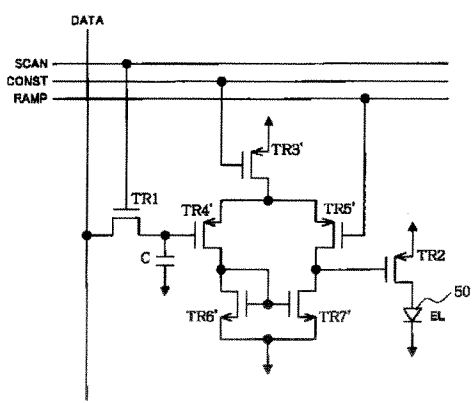 DATA
SCAN
CONST
RAMP
TR3'
TR1
TR4'
TR5'
TR2
C
50
EL
TR6'
TR7'